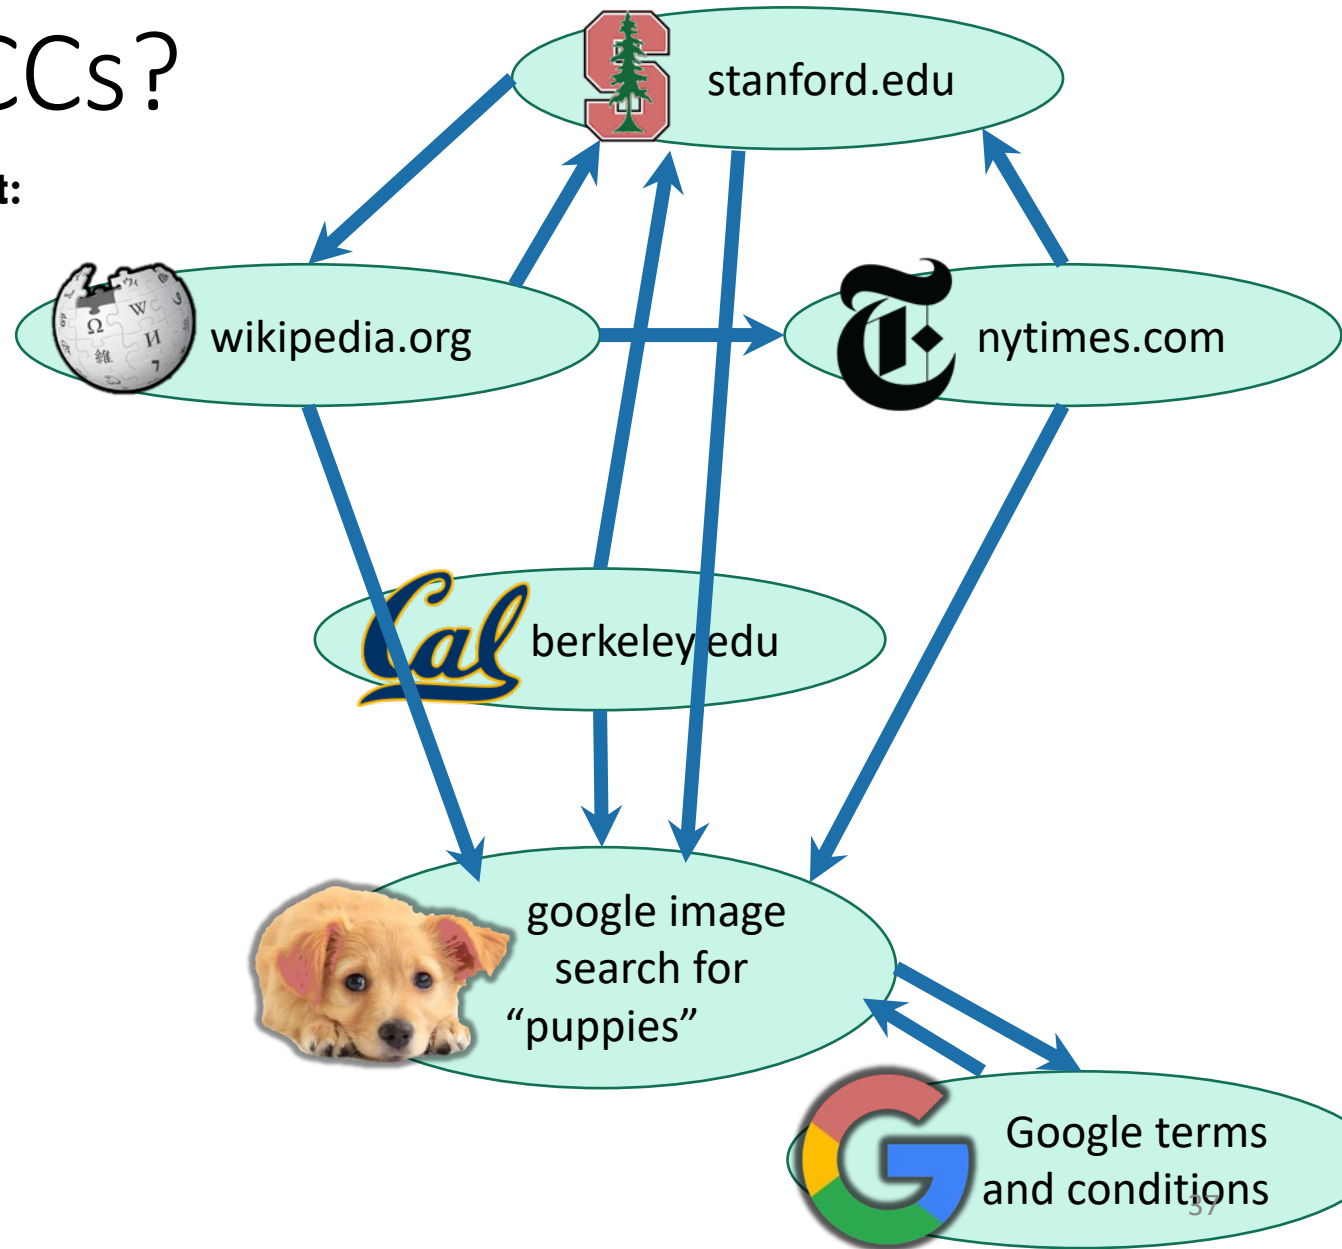 CCs?
t:
stanford.edu
wikipedia.org
nytimes.com
Cal
berkeley.edu
google image
search for
“puppies”
Google terms
and conditions
37